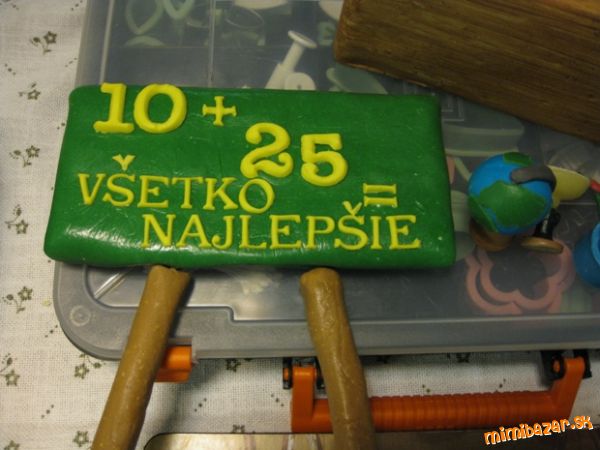 10 + 25 =
VŠETKO
NAJLEPŠIE
mimibazar.sk